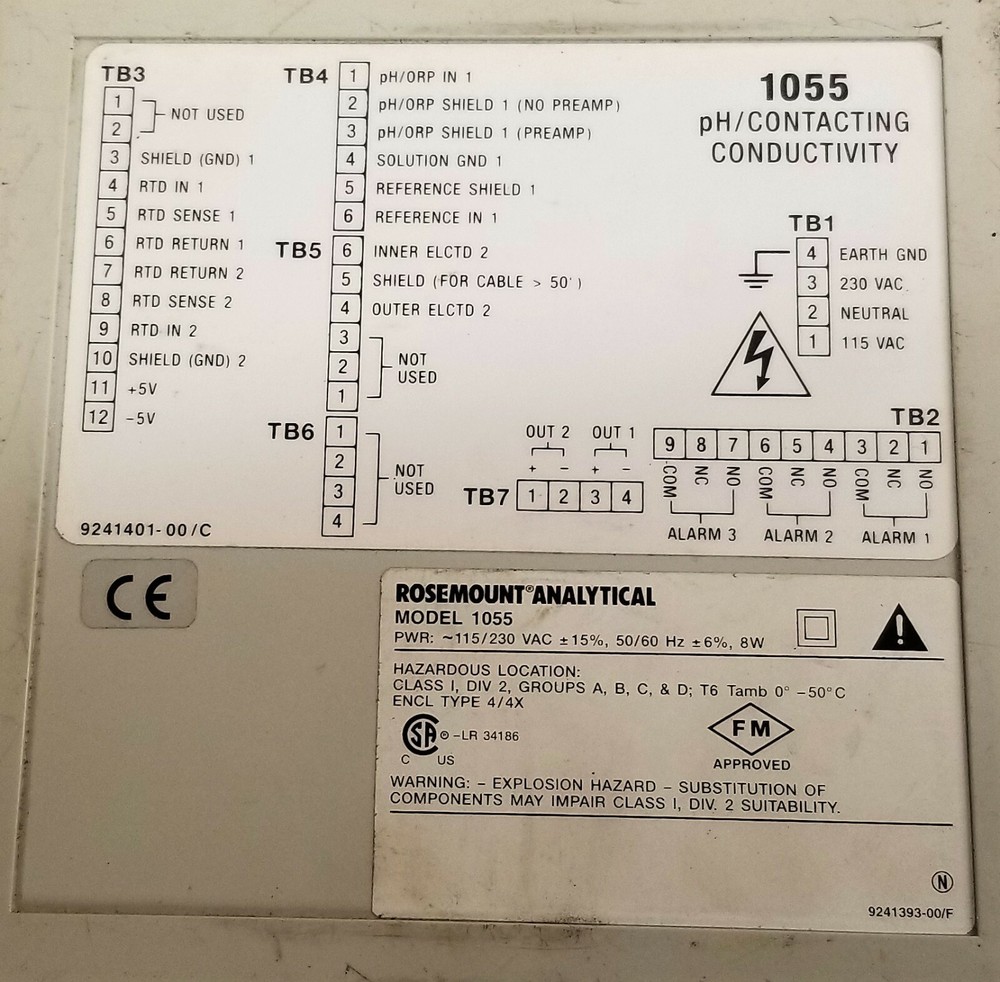 TB3
1
2
NOT USED
3 SHIELD (GND) 1
4 RTD IN 1
5 RTD SENSE 1
6 RTD RETURN 1
7 RTD RETURN 2
8 RTD SENSE 2
9 RTD IN 2
10 SHIELD (GND) 2
11 +5V
12 -5V
9241401-00/C
TB4
1 pH/ORP IN 1
2 pH/ORP SHIELD 1 (NO PREAMP)
3 pH/ORP SHIELD 1 (PREAMP)
4 SOLUTION GND 1
5 REFERENCE SHIELD 1
6 REFERENCE IN 1
TB5
6 INNER ELCTD 2
5 SHIELD (FOR CABLE > 50')
4 OUTER ELCTD 2
3
2
1
NOT
USED
TB6
1
2
3
4
NOT
USED
1055
pH/CONTACTING
CONDUCTIVITY
TB1
4 EARTH GND
3 230 VAC
2 NEUTRAL
1 115 VAC
OUT 2 OUT 1
+ - + -
TB7 1 2 3 4
TB2
9 8 7 6 5 4 3 2 1
COM NC NO COM NC NO COM NC NO
ALARM 3 ALARM 2 ALARM 1
CE
ROSEMOUNT® ANALYTICAL
MODEL 1055
PWR: ~115/230 VAC ±15%, 50/60 Hz ±6%, 8W
HAZARDOUS LOCATION:
CLASS I, DIV 2, GROUPS A, B, C, & D; T6 Tamb 0° -50°C
ENCL TYPE 4/4X
CSA ® -LR 34186
C US
FM
APPROVED
WARNING: - EXPLOSION HAZARD - SUBSTITUTION OF
COMPONENTS MAY IMPAIR CLASS I, DIV. 2 SUITABILITY.
N
9241393-00/F